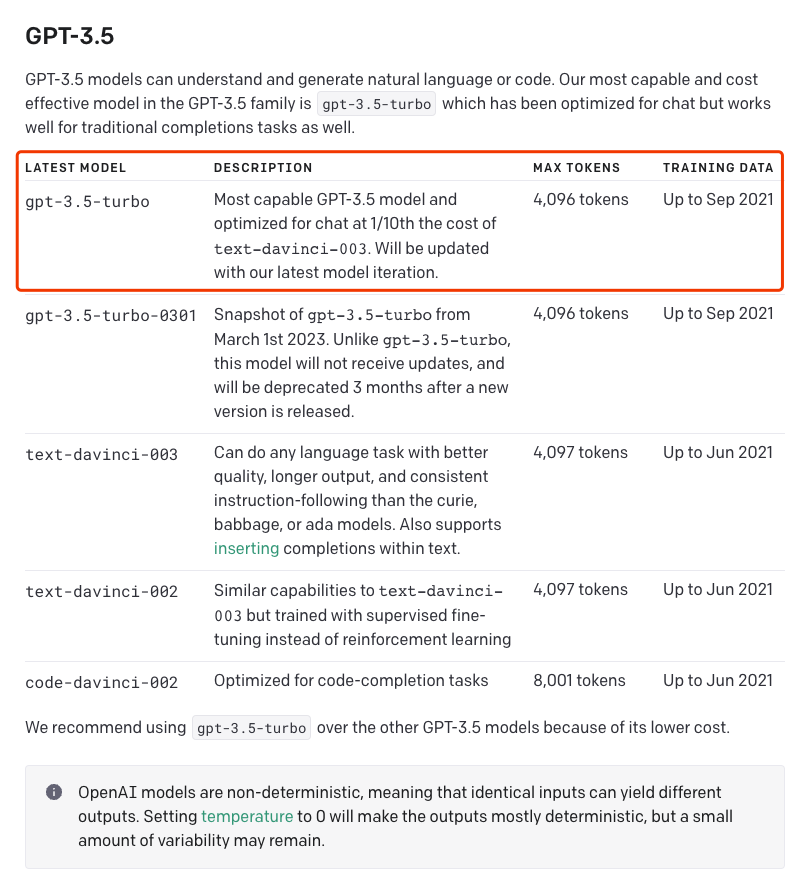 GPT-3.5
GPT-3.5 models can understand and generate natural language or code. Our most capable and cost
effective model in the GPT-3.5 family is gpt-3.5-turbo which has been optimized for chat but works
well for traditional completions tasks as well.
LATEST MODEL DESCRIPTION MAX TOKENS TRAINING DATA
gpt-3.5-turbo Most capable GPT-3.5 model and 4,096 tokens Up to Sep 2021
optimized for chat at 1/10th the cost of
text-davinci-003. Will be updated
with our latest model iteration.
gpt-3.5-turbo-0301 Snapshot of gpt-3.5-turbo from 4,096 tokens Up to Sep 2021
March 1st 2023. Unlike gpt-3.5-turbo,
this model will not receive updates, and
will be deprecated 3 months after a new
version is released.
text-davinci-003 Can do any language task with better 4,097 tokens Up to Jun 2021
quality, longer output, and consistent
instruction-following than the curie,
babbage, or ada models. Also supports
inserting completions within text.
text-davinci-002 Similar capabilities to text-davinci- 4,097 tokens Up to Jun 2021
003 but trained with supervised fine-
tuning instead of reinforcement learning
code-davinci-002 Optimized for code-completion tasks 8,001 tokens Up to Jun 2021
We recommend using gpt-3.5-turbo over the other GPT-3.5 models because of its lower cost.
OpenAI models are non-deterministic, meaning that identical inputs can yield different
outputs. Setting temperature to 0 will make the outputs mostly deterministic, but a small
amount of variability may remain.